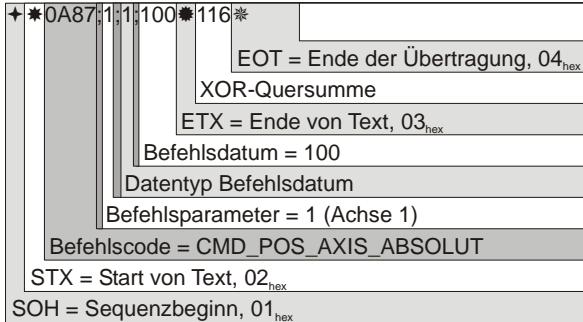 ✦✸0A87;1;1;100✹116✵
EOT = Ende der Übertragung, 04hex
XOR-Quersumme
ETX = Ende von Text, 03hex
Befehlsdatum = 100
Datentyp Befehlsdatum
Befehlsparameter = 1 (Achse 1)
Befehlscode = CMD_POS_AXIS_ABSOLUT
STX = Start von Text, 02hex
SOH = Sequenzbeginn, 01hex